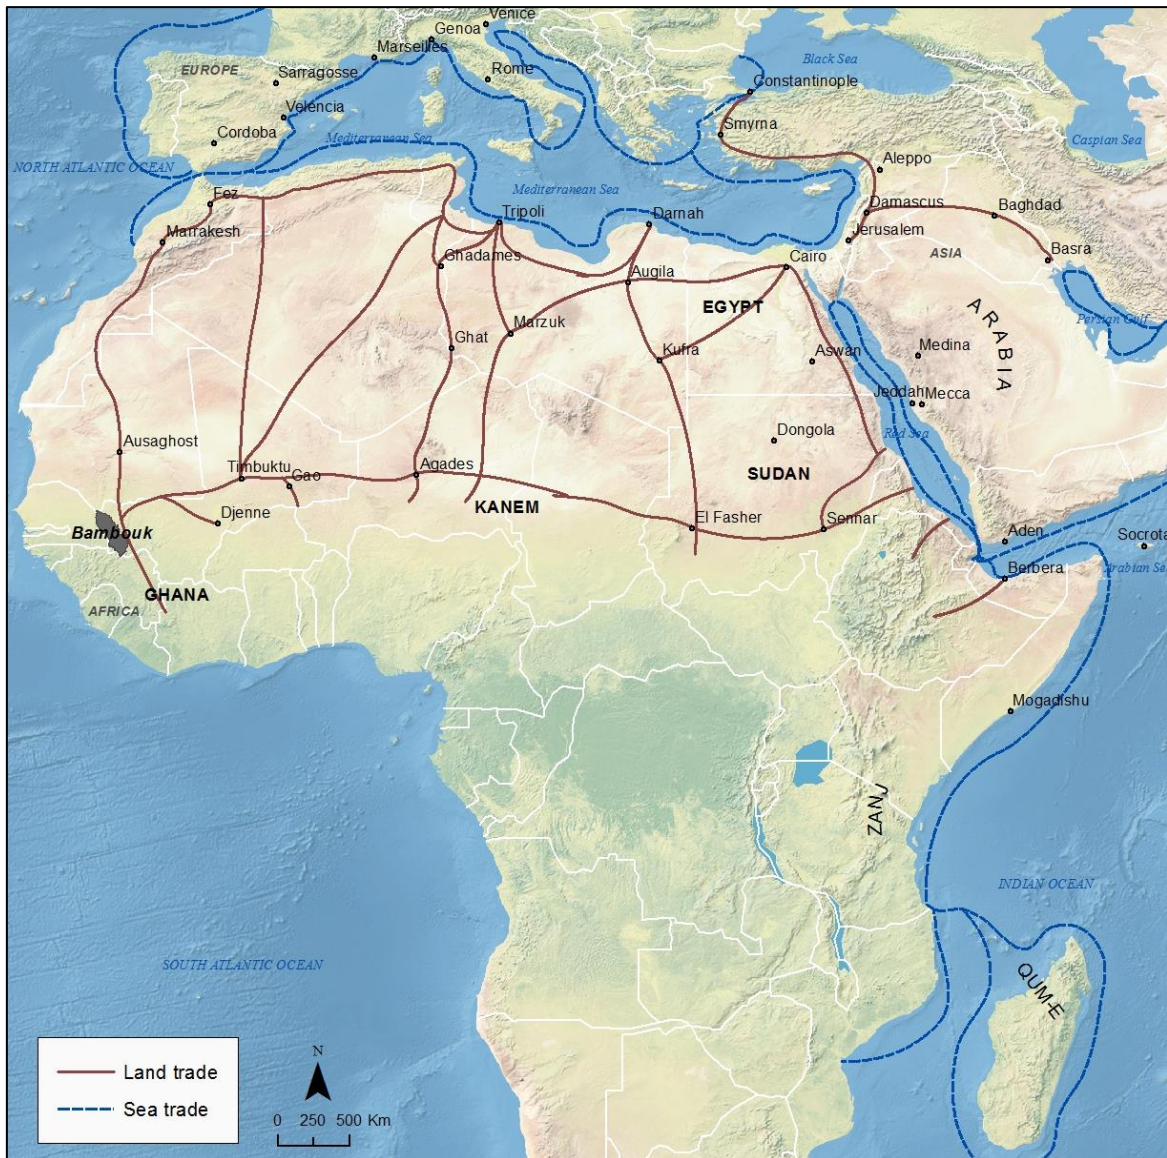 Venice
Genoa
Marseilles
Black Sea
EUROPE
Sarragosse
Rome
Constantinople
Velencia
Smyrna
Cordoba
Mediterranean Sea
Caspian Sea
NORTH ATLANTIC OCEAN
Aleppo
Mediterranean Sea
Fez
Tripoli
Darnah
Damascus
Baghdad
Marrakesh
Jerusalem
Ghadames
Cairo
ASIA
Basra
Augila
EGYPT
ARABIA
Persian Gulf
Marzuk
Ghat
Kufra
Aswan
Medina
Jeddah
Mecca
Red Sea
Ausaghost
Dongola
Timbuktu
Gao
Agades
SUDAN
KANEM
Djenne
El Fasher
Sennar
Bambouk
Aden
Socrota
Arabian Sea
Berbera
GHANA
AFRICA
Mogadishu
ZANJ
INDIAN OCEAN
SOUTH ATLANTIC OCEAN
QUM-E
Land trade
Sea trade
N
0 250 500 Km